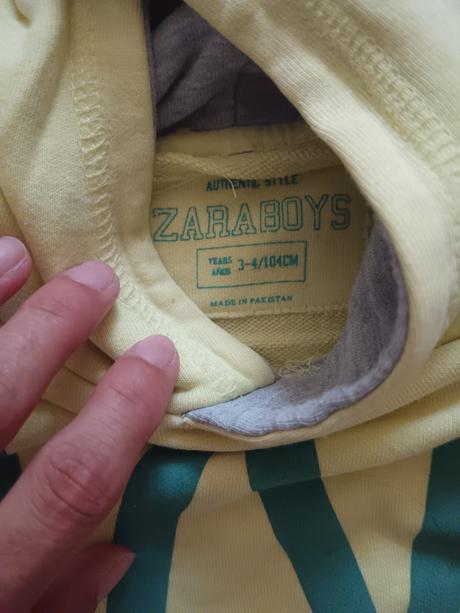 AUTHENTIC STYLE
ZARABOYS
YEARS
AÑOS
3-4/104CM
MADE IN PAKISTAN